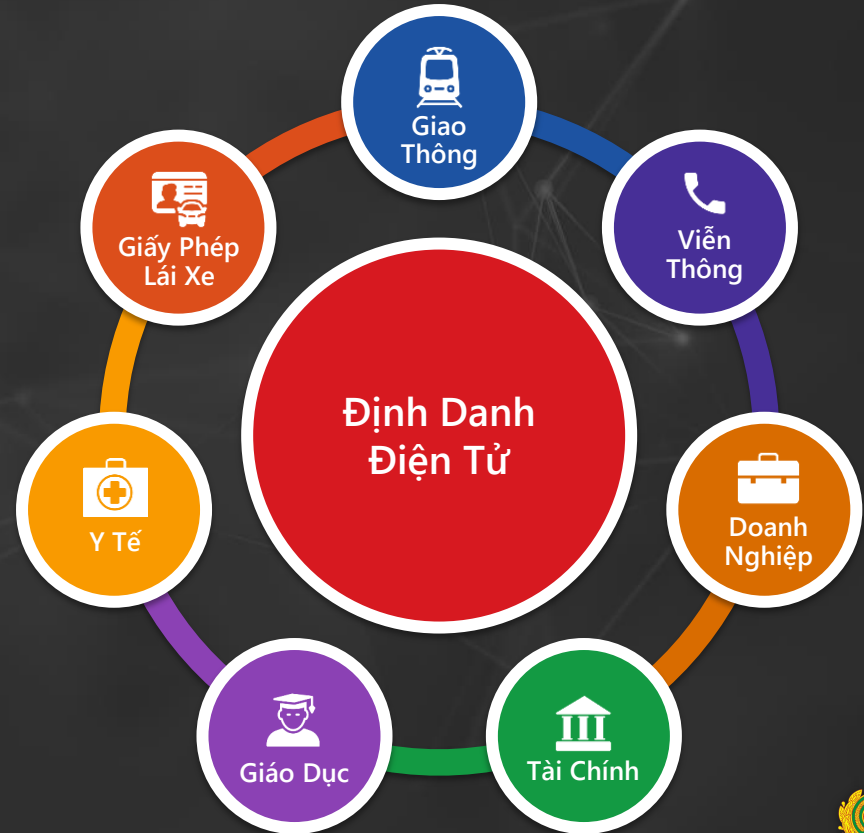 Giao
Thông
Giấy Phép
Lái Xe
Viễn
Thông
Định Danh
Điện Tử
Y Tế
Doanh
Nghiệp
Giáo Dục
Tài Chính